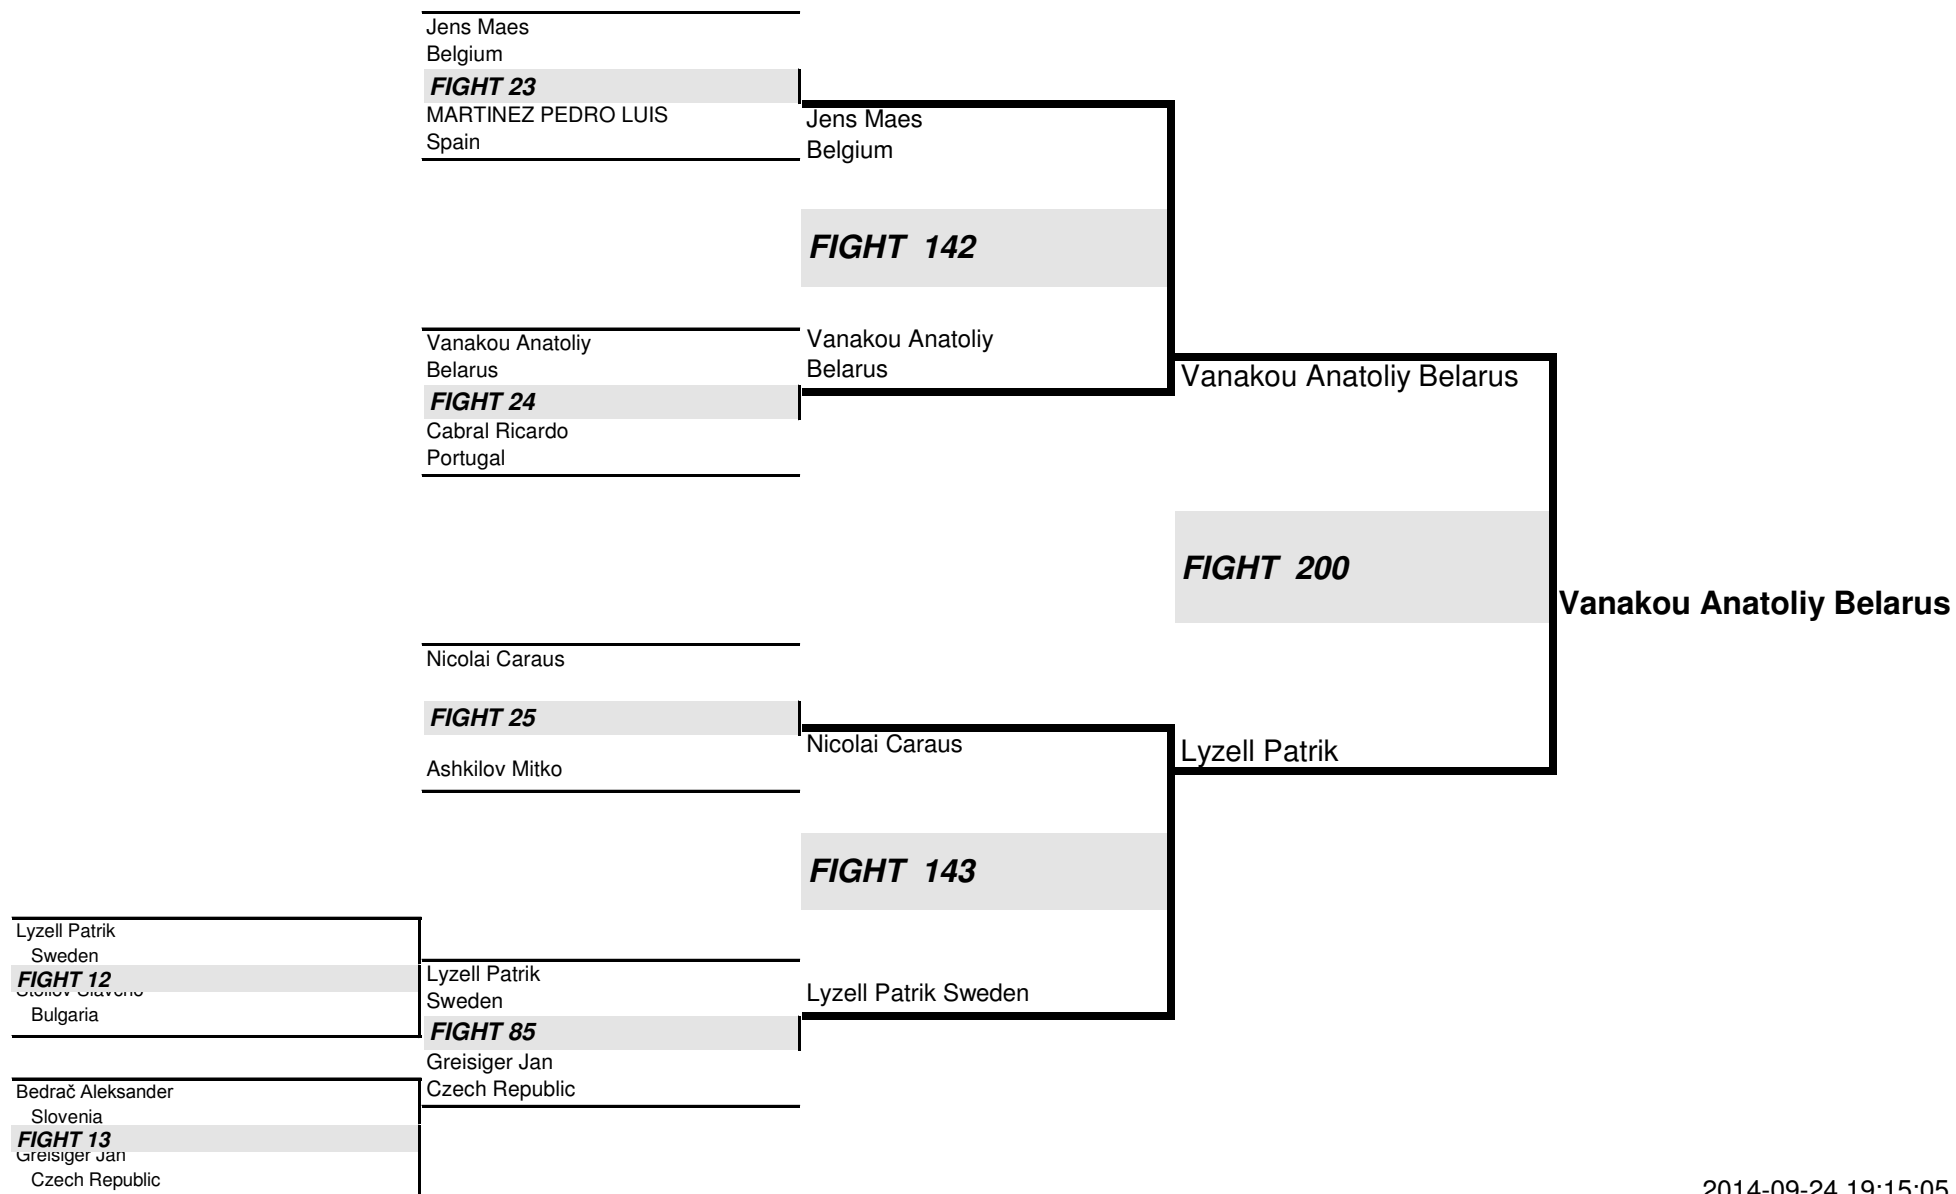 Jens Maes
Belgium
FIGHT 23
MARTINEZ PEDRO LUIS
Spain
Jens Maes
Belgium
FIGHT 142
Vanakou Anatoliy
Belarus
FIGHT 24
Cabral Ricardo
Portugal
Vanakou Anatoliy
Belarus
Vanakou Anatoliy Belarus
FIGHT 200
Vanakou Anatoliy Belarus
Nicolai Caraus
FIGHT 25
Ashkilov Mitko
Nicolai Caraus
Lyzell Patrik
FIGHT 143
Lyzell Patrik
Sweden
FIGHT 12
Bulgaria
Lyzell Patrik
Sweden
FIGHT 85
Greisiger Jan
Czech Republic
Lyzell Patrik Sweden
Bedrač Aleksander
Slovenia
FIGHT 13
Greisiger Jan
Czech Republic
2014-09-24 19:15:05